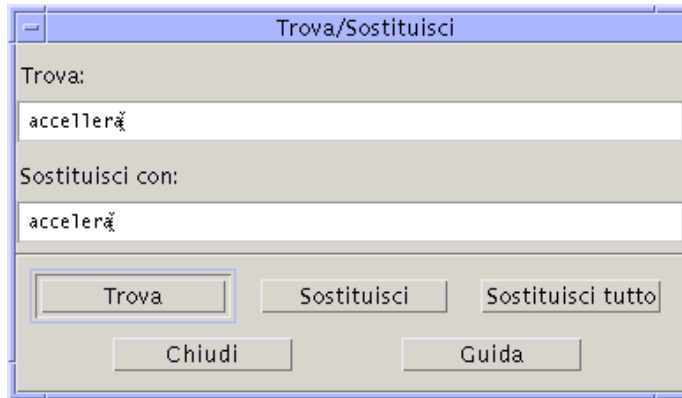 Trova/Sostituisci
Trova:
accellera
Sostituisci con:
accelera
Trova Sostituisci Sostituisci tutto
Chiudi Guida